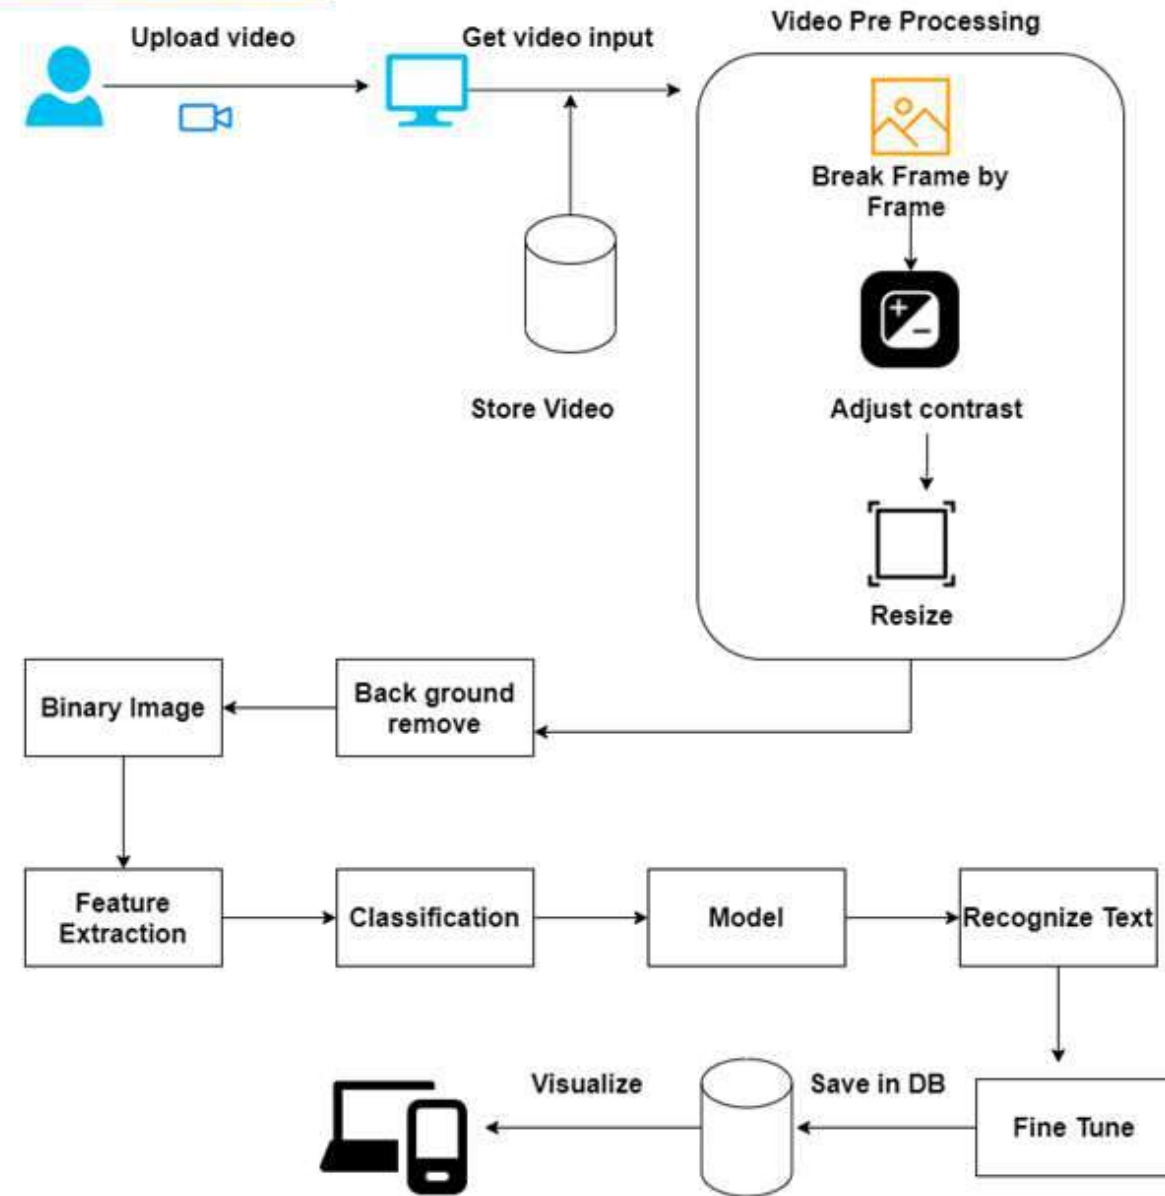 Upload video
Get video input
Video Pre Processing
Break Frame by
Frame
Store Video
Adjust contrast
Resize
Binary Image
Back ground
remove
Feature
Extraction
Classification
Model
Recognize Text
Visualize
Save in DB
Fine Tune